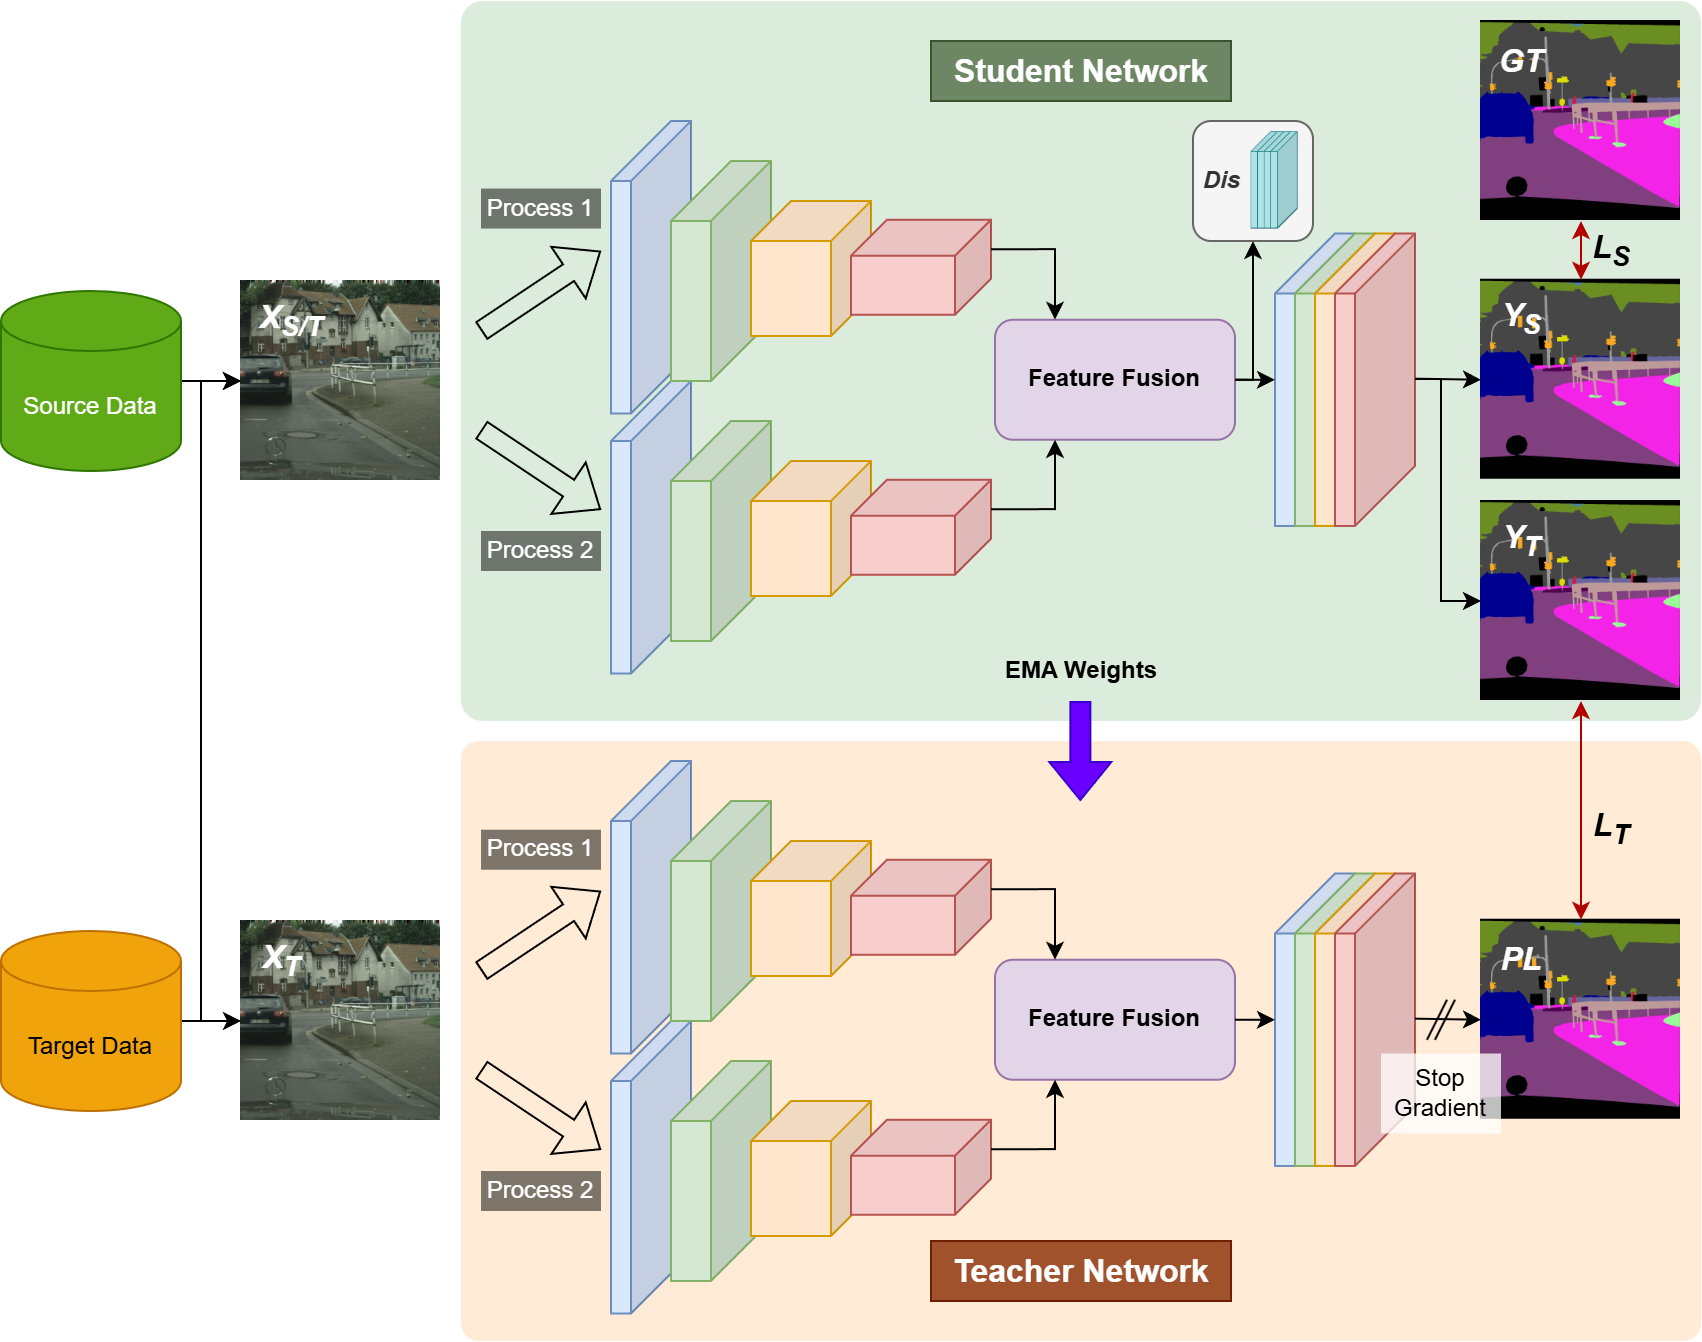 Student Network
GT
Process 1
Dis
L_S
X_S/T
Y_S
Source Data
Feature Fusion
Process 2
Y_T
EMA Weights
L_T
Process 1
X_T
PL
Feature Fusion
Target Data
Stop
Gradient
Process 2
Teacher Network